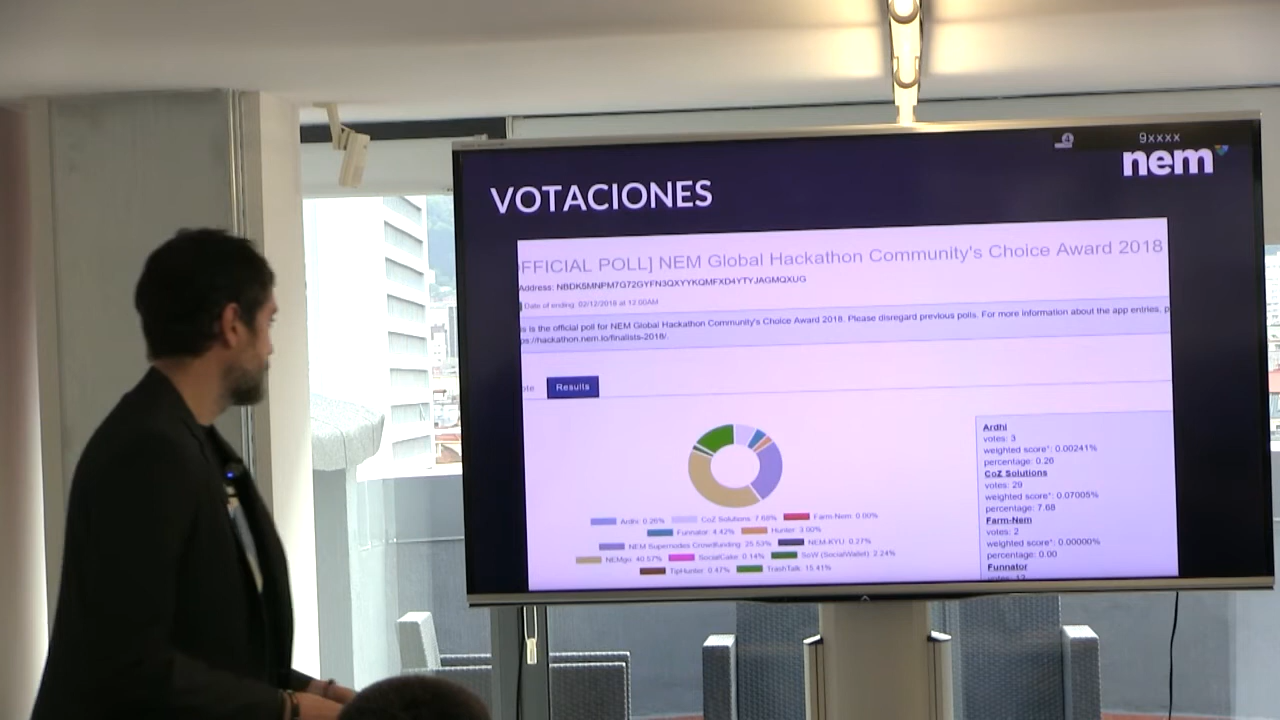 9xxxx
nem
VOTACIONES
FFICIAL POLL] NEM Global Hackathon Community's Choice Award 2018
Address: NBDK5MNPM7G72GYFN3QXYYKQMFXD4YTYJAGMQXUG
Date of ending: 02/12/2018 at 12:00AM
s is the official poll for NEM Global Hackathon Community's Choice Award 2018. Please disregard previous polls. For more information about the app entries, p
ps://hackathon.nem.io/finalists-2018/.
Results
Ardhi: 0.26% CoZ Solutions: 7.68% Farm-Nem: 0.00%
Funnator: 4.42% Hunter: 3.00%
NEM Supernodes Crowdfunding: 25.53% NEM-KYU: 0.27%
NEMgo: 40.57% SocialCake: 0.14% SoW (SocialWallet): 2.24%
TipHunter: 0.47% TrashTalk: 15.41%
Ardhi
votes: 3
weighted score*: 0.00241%
percentage: 0.26
CoZ Solutions
votes: 29
weighted score*: 0.07005%
percentage: 7.68
Farm-Nem
votes: 2
weighted score*: 0.00000%
percentage: 0.00
Funnator
votes: 12